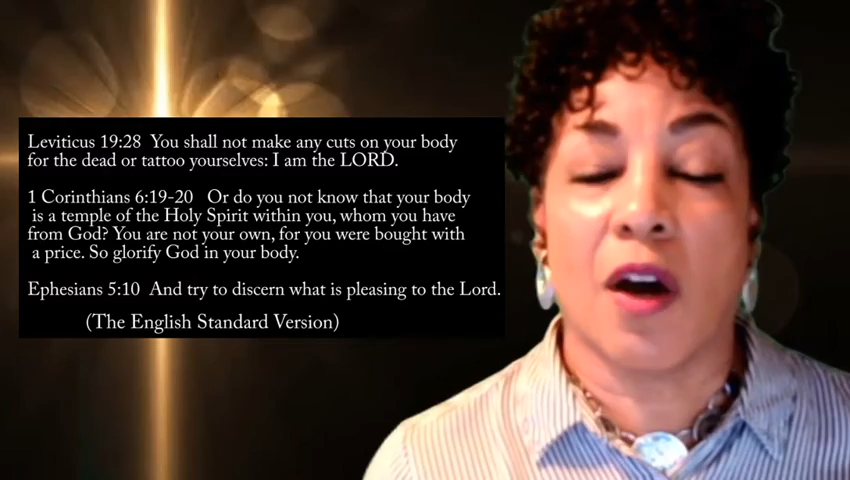 Leviticus 19:28 You shall not make any cuts on your body
for the dead or tattoo yourselves: I am the LORD.
1 Corinthians 6:19-20 Or do you not know that your body
is a temple of the Holy Spirit within you, whom you have
from God? You are not your own, for you were bought with
a price. So glorify God in your body.
Ephesians 5:10 And try to discern what is pleasing to the Lord.
(The English Standard Version)